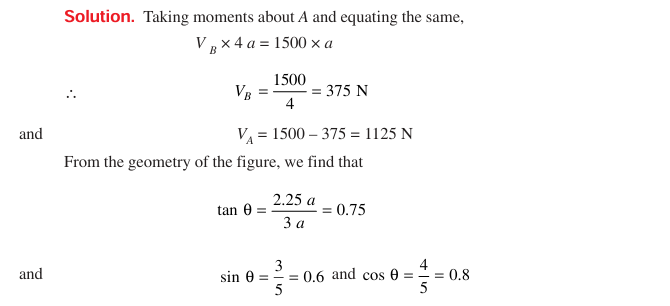 Solution. Taking moments about A and equating the same,
V_B × 4 a = 1500 × a
∴ V_B = 1500/4 = 375 N
and V_A = 1500 – 375 = 1125 N
From the geometry of the figure, we find that
tan θ = 2.25 a/3 a = 0.75
and sin θ = 3/5 = 0.6 and cos θ = 4/5 = 0.8